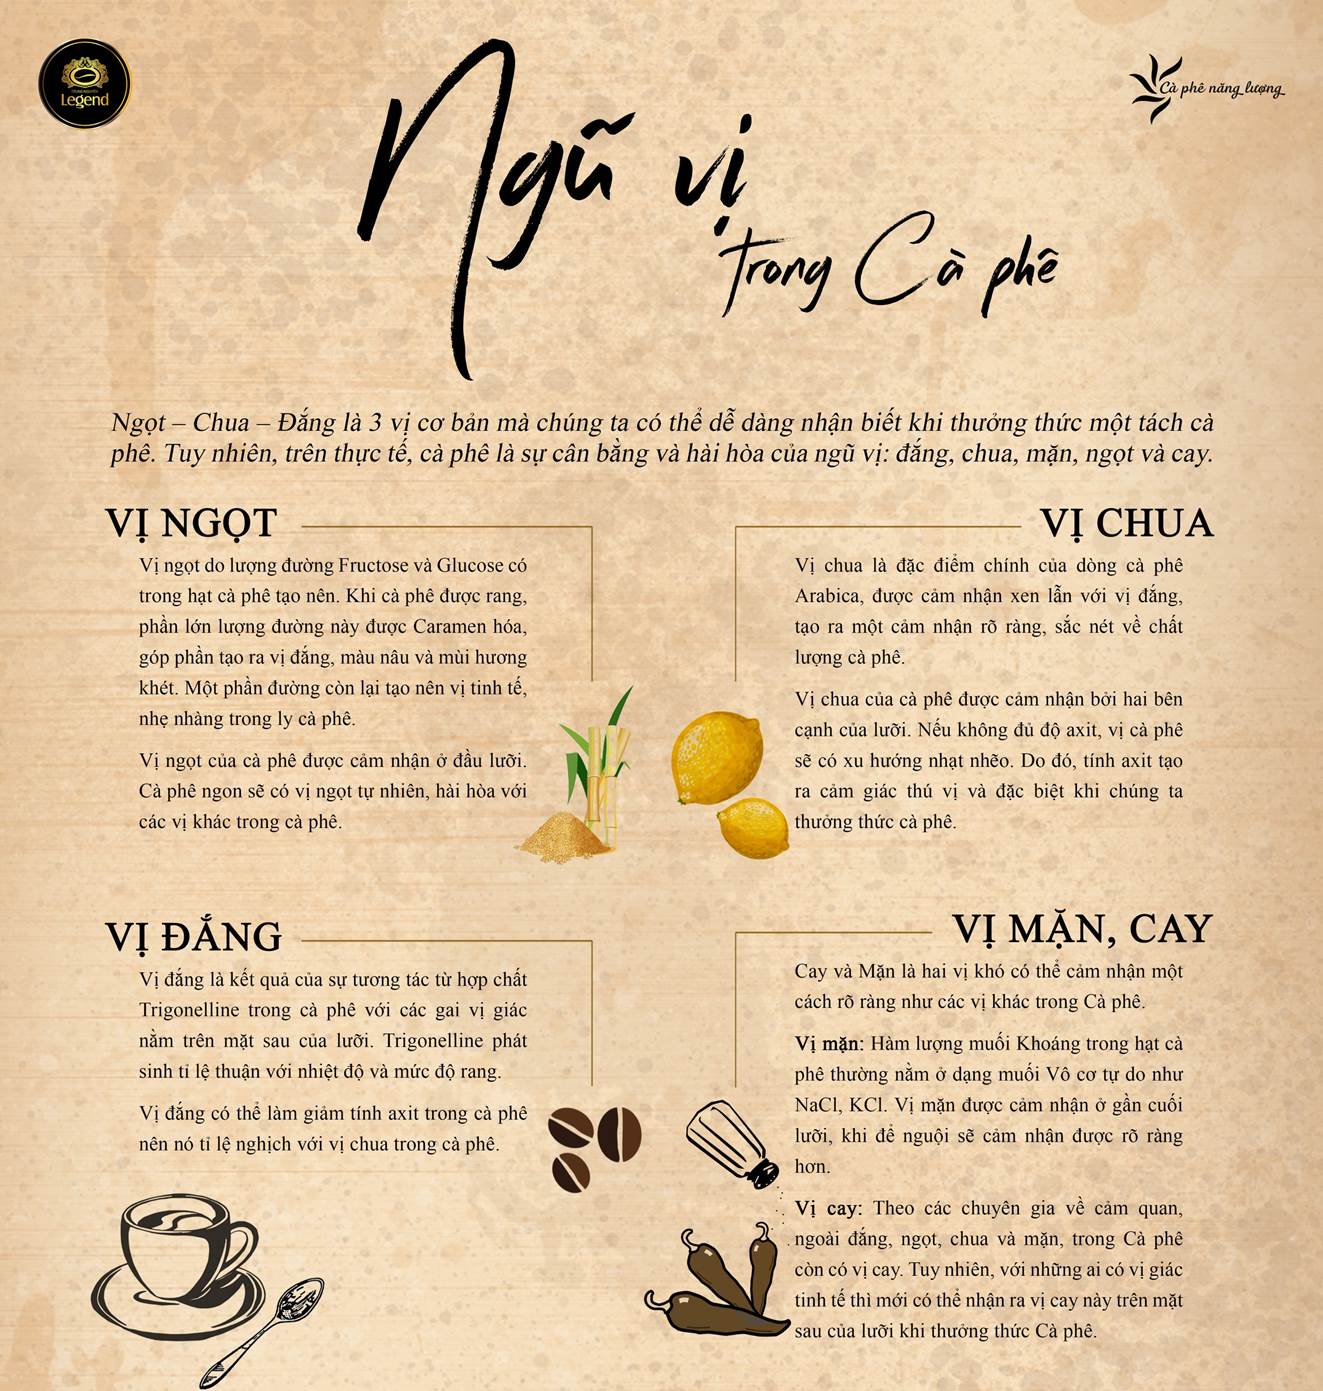 TRUNG NGUYÊN
Legend
Cà phê năng lượng
Ngũ vị
trong Cà phê
Ngọt – Chua – Đắng là 3 vị cơ bản mà chúng ta có thể dễ dàng nhận biết khi thưởng thức một tách cà
phê. Tuy nhiên, trên thực tế, cà phê là sự cân bằng và hài hòa của ngũ vị: đắng, chua, mặn, ngọt và cay.
VỊ NGỌT
Vị ngọt do lượng đường Fructose và Glucose có
trong hạt cà phê tạo nên. Khi cà phê được rang,
phần lớn lượng đường này được Caramen hóa,
góp phần tạo ra vị đắng, màu nâu và mùi hương
khét. Một phần đường còn lại tạo nên vị tinh tế,
nhẹ nhàng trong ly cà phê.
Vị ngọt của cà phê được cảm nhận ở đầu lưỡi.
Cà phê ngon sẽ có vị ngọt tự nhiên, hài hòa với
các vị khác trong cà phê.
VỊ CHUA
Vị chua là đặc điểm chính của dòng cà phê
Arabica, được cảm nhận xen lẫn với vị đắng,
tạo ra một cảm nhận rõ ràng, sắc nét về chất
lượng cà phê.
Vị chua của cà phê được cảm nhận bởi hai bên
cạnh của lưỡi. Nếu không đủ độ axit, vị cà phê
sẽ có xu hướng nhạt nhẽo. Do đó, tính axit tạo
ra cảm giác thú vị và đặc biệt khi chúng ta
thưởng thức cà phê.
VỊ ĐẮNG
Vị đắng là kết quả của sự tương tác từ hợp chất
Trigonelline trong cà phê với các gai vị giác
nằm trên mặt sau của lưỡi. Trigonelline phát
sinh tỉ lệ thuận với nhiệt độ và mức độ rang.
Vị đắng có thể làm giảm tính axit trong cà phê
nên nó tỉ lệ nghịch với vị chua trong cà phê.
VỊ MẶN, CAY
Cay và Mặn là hai vị khó có thể cảm nhận một
cách rõ ràng như các vị khác trong Cà phê.
Vị mặn: Hàm lượng muối Khoáng trong hạt cà
phê thường nằm ở dạng muối Vô cơ tự do như
NaCl, KCl. Vị mặn được cảm nhận ở gần cuối
lưỡi, khi để nguội sẽ cảm nhận được rõ ràng
hơn.
Vị cay: Theo các chuyên gia về cảm quan,
ngoài đắng, ngọt, chua và mặn, trong Cà phê
còn có vị cay. Tuy nhiên, với những ai có vị giác
tinh tế thì mới có thể nhận ra vị cay này trên mặt
sau của lưỡi khi thưởng thức Cà phê.